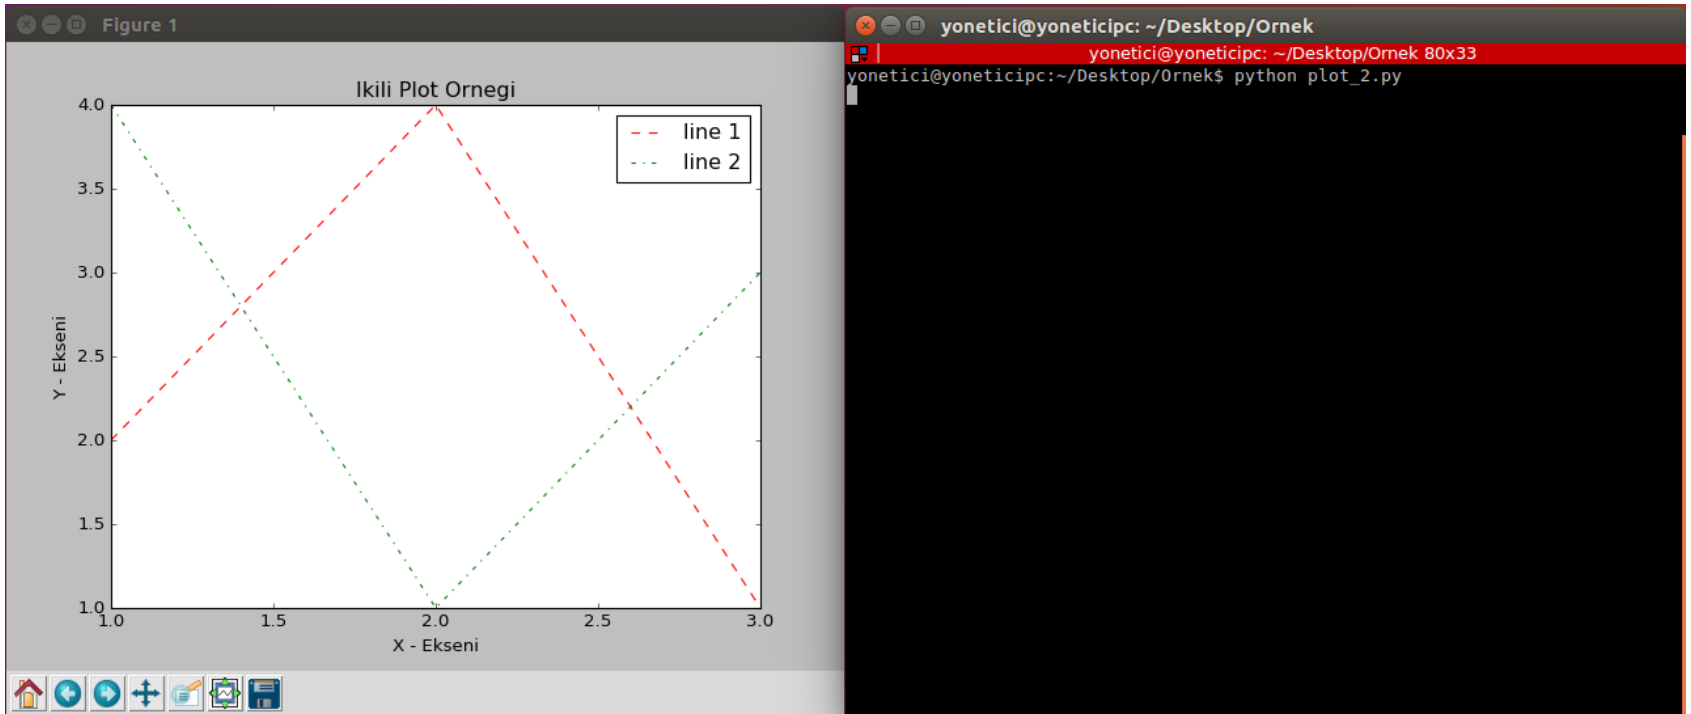 Figure 1
Ikili Plot Ornegi
4.0
3.5
3.0
2.5
2.0
1.5
1.0
Y - Ekseni
line 1
line 2
1.0 1.5 2.0 2.5 3.0
X - Ekseni
yonetici@yoneticipc: ~/Desktop/Ornek
yonetici@yoneticipc: ~/Desktop/Ornek 80x33
yonetici@yoneticipc:~/Desktop/Ornek$ python plot_2.py